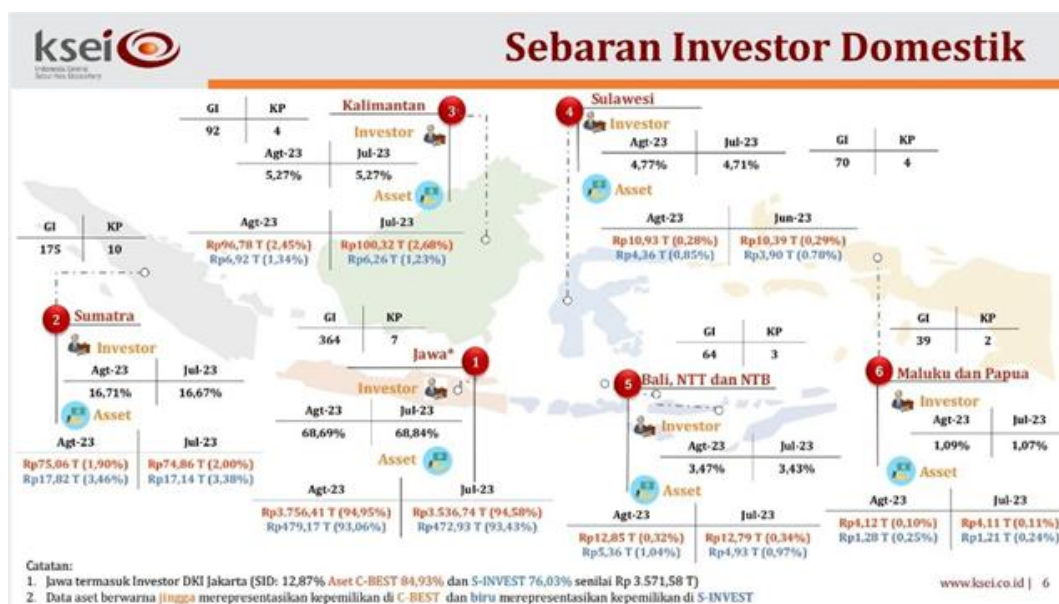 ksei
Sebaran Investor Domestik
GI KP
92 4
Kalimantan 3
Investor
Agt-23 Jul-23
5,27% 5,27%
Asset
Agt-23 Jul-23
Rp96,78 T (2,45%) Rp100,32 T (2,68%)
Rp6,92 T (1,34%) Rp6,26 T (1,23%)
4 Sulawesi
Investor
Agt-23 Jul-23
4,77% 4,71%
GI KP
70 4
Asset
Agt-23 Jun-23
Rp10,93 T (0,28%) Rp10,39 T (0,29%)
Rp4,36 T (0,85%) Rp3,90 T (0.78%)
GI KP
175 10
2 Sumatra
Investor
Agt-23 Jul-23
16,71% 16,67%
Asset
Agt-23 Jul-23
Rp75,06 T (1,90%) Rp74,86 T (2,00%)
Rp17,82 T (3,46%) Rp17,14 T (3,38%)
GI KP
364 7
Jawa* 1
Investor
Agt-23 Jul-23
68,69% 68,84%
Asset
Agt-23 Jul-23
Rp3.756,41 T (94,95%) Rp3.536,74 T (94,58%)
Rp479,17 T (93,06%) Rp472,93 T (93,43%)
GI KP
64 3
5 Bali, NTT dan NTB
Investor
Agt-23 Jul-23
3,47% 3,43%
Asset
Agt-23 Jul-23
Rp12,85 T (0,32%) Rp12,79 T (0,34%)
Rp5,36 T (1,04%) Rp4,93 T (0,97%)
GI KP
39 2
6 Maluku dan Papua
Investor
Agt-23 Jul-23
1,09% 1,07%
Asset
Agt-23 Jul-23
Rp4,12 T (0,10%) Rp4,11 T (0,11%)
Rp1,28 T (0,25%) Rp1,21 T (0,24%)
Catatan:
1. Jawa termasuk Investor DKI Jakarta (SID: 12,87% Aset C-BEST 84,93% dan S-INVEST 76,03% senilai Rp 3.571,58 T)
2. Data aset berwarna jingga merepresentasikan kepemilikan di C-BEST dan biru merepresentasikan kepemilikan di S-INVEST
www.ksei.co.id | 6